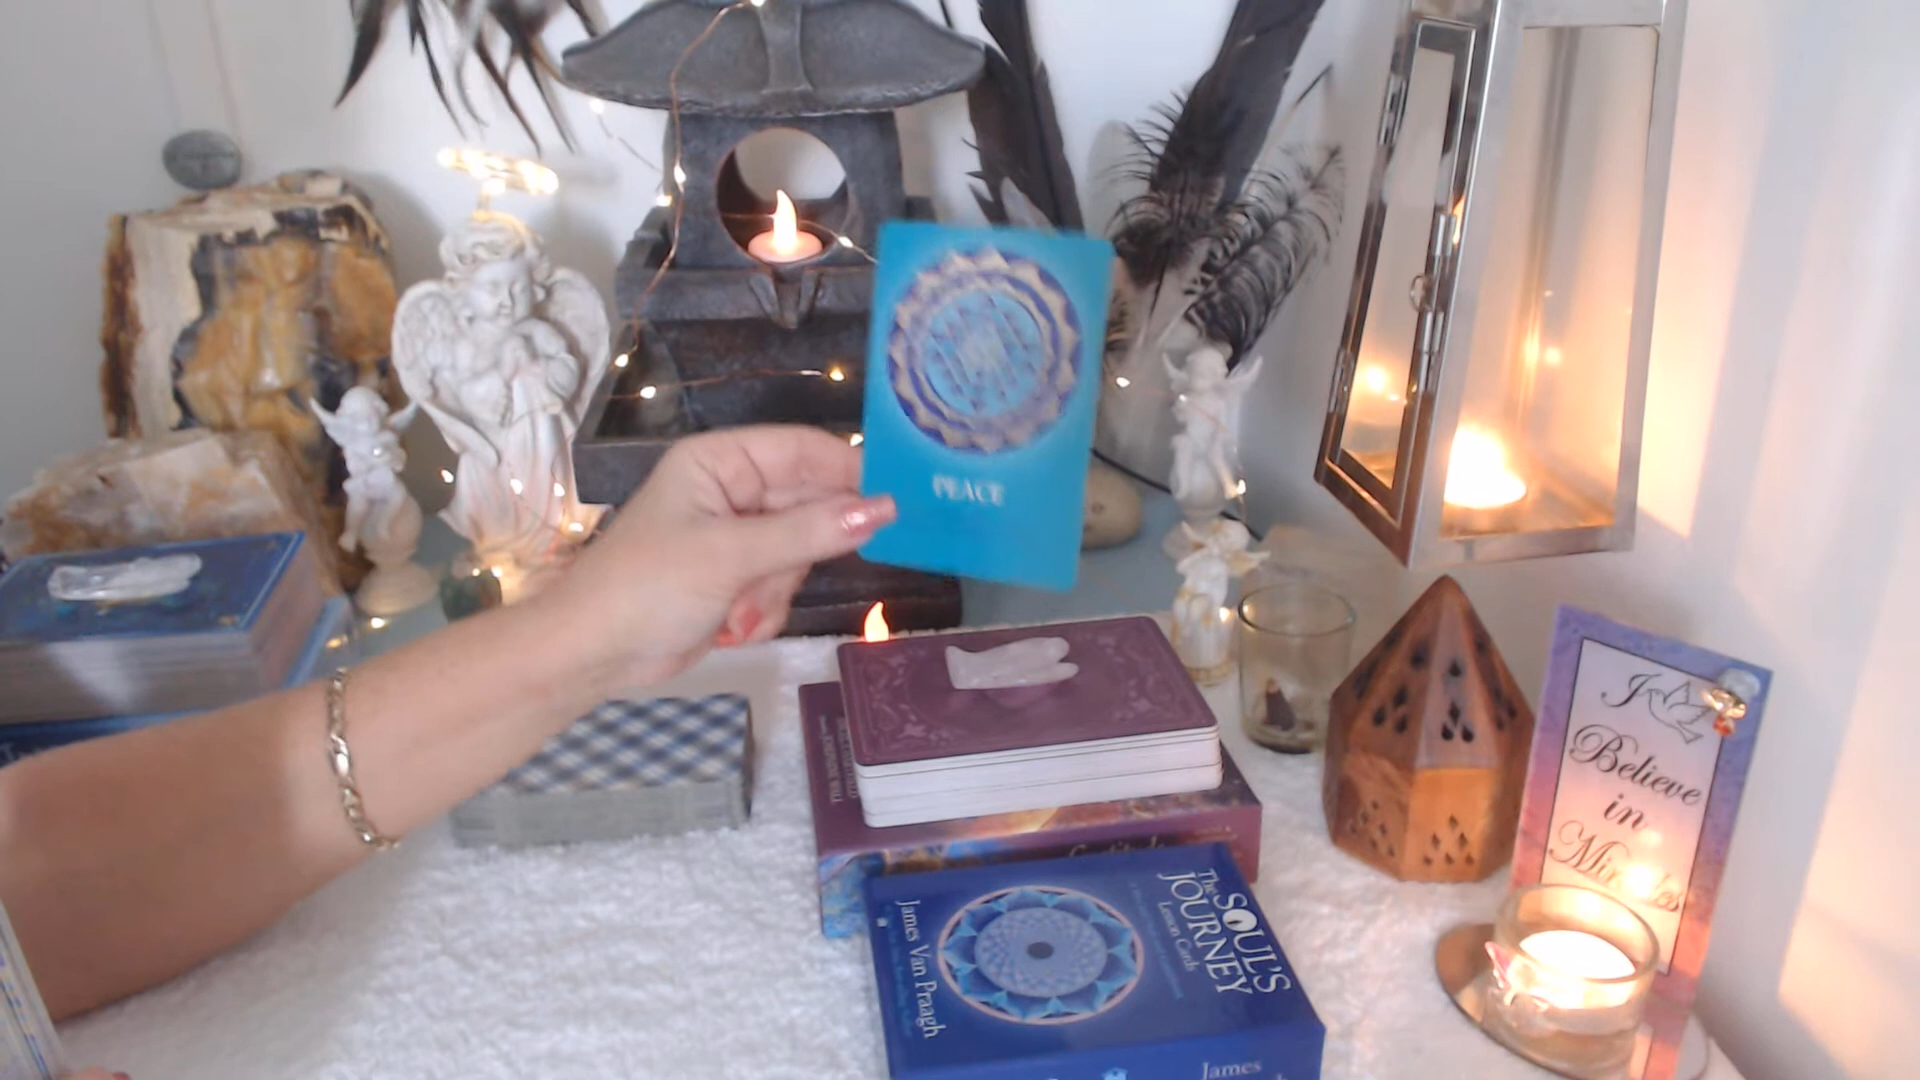 PEACE
I
Believe
in
Miracles
The
SOUL'S
JOURNEY
Lesson Cards
James Van Praagh
James